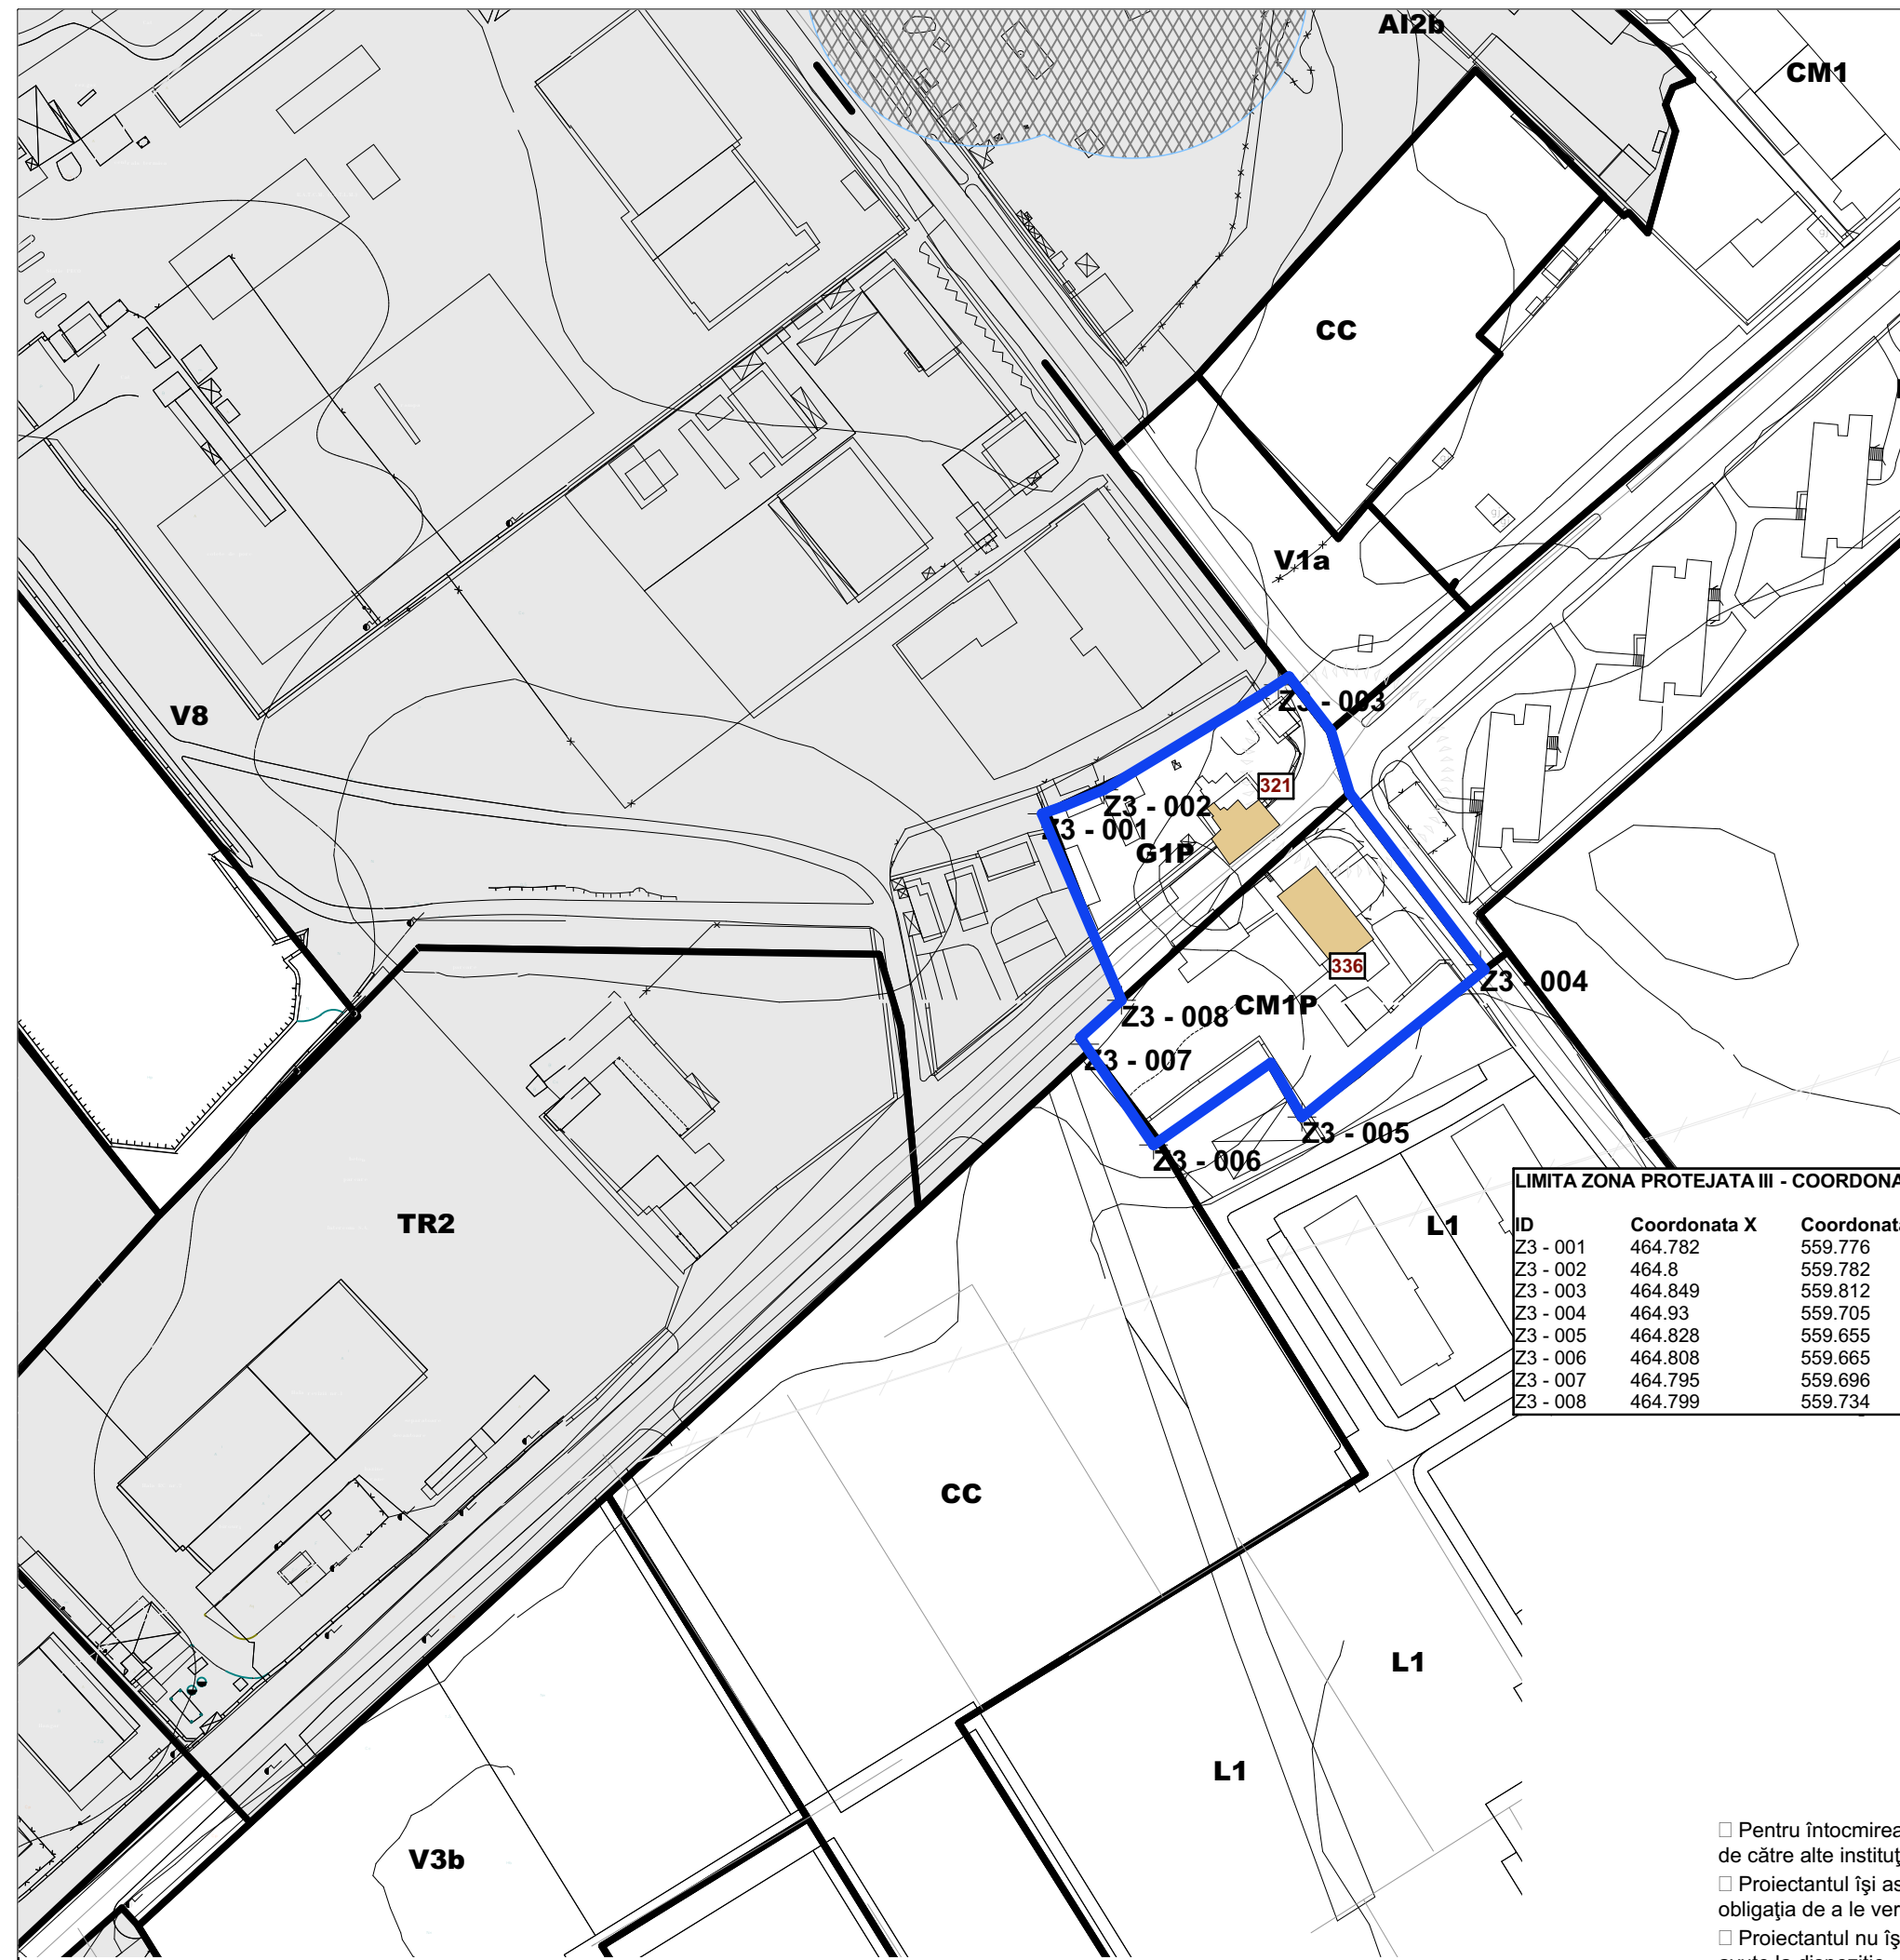 AI2b
CM1
CC
V1a
V8
Z3 - 003
321
Z3 - 002
Z3 - 001
G1P
336
Z3 - 004
CM1P
Z3 - 008
Z3 - 007
Z3 - 005
Z3 - 006
TR2
L1
LIMITA ZONA PROTEJATA III - COORDONA
ID Coordonata X Coordonat
Z3 - 001 464.782 559.776
Z3 - 002 464.8 559.782
Z3 - 003 464.849 559.812
Z3 - 004 464.93 559.705
Z3 - 005 464.828 559.655
Z3 - 006 464.808 559.665
Z3 - 007 464.795 559.696
Z3 - 008 464.799 559.734
CC
L1
L1
V3b
Pentru întocmirea
de către alte instituţ
Proiectantul îşi as
obligaţia de a le ver
Proiectantul nu îş